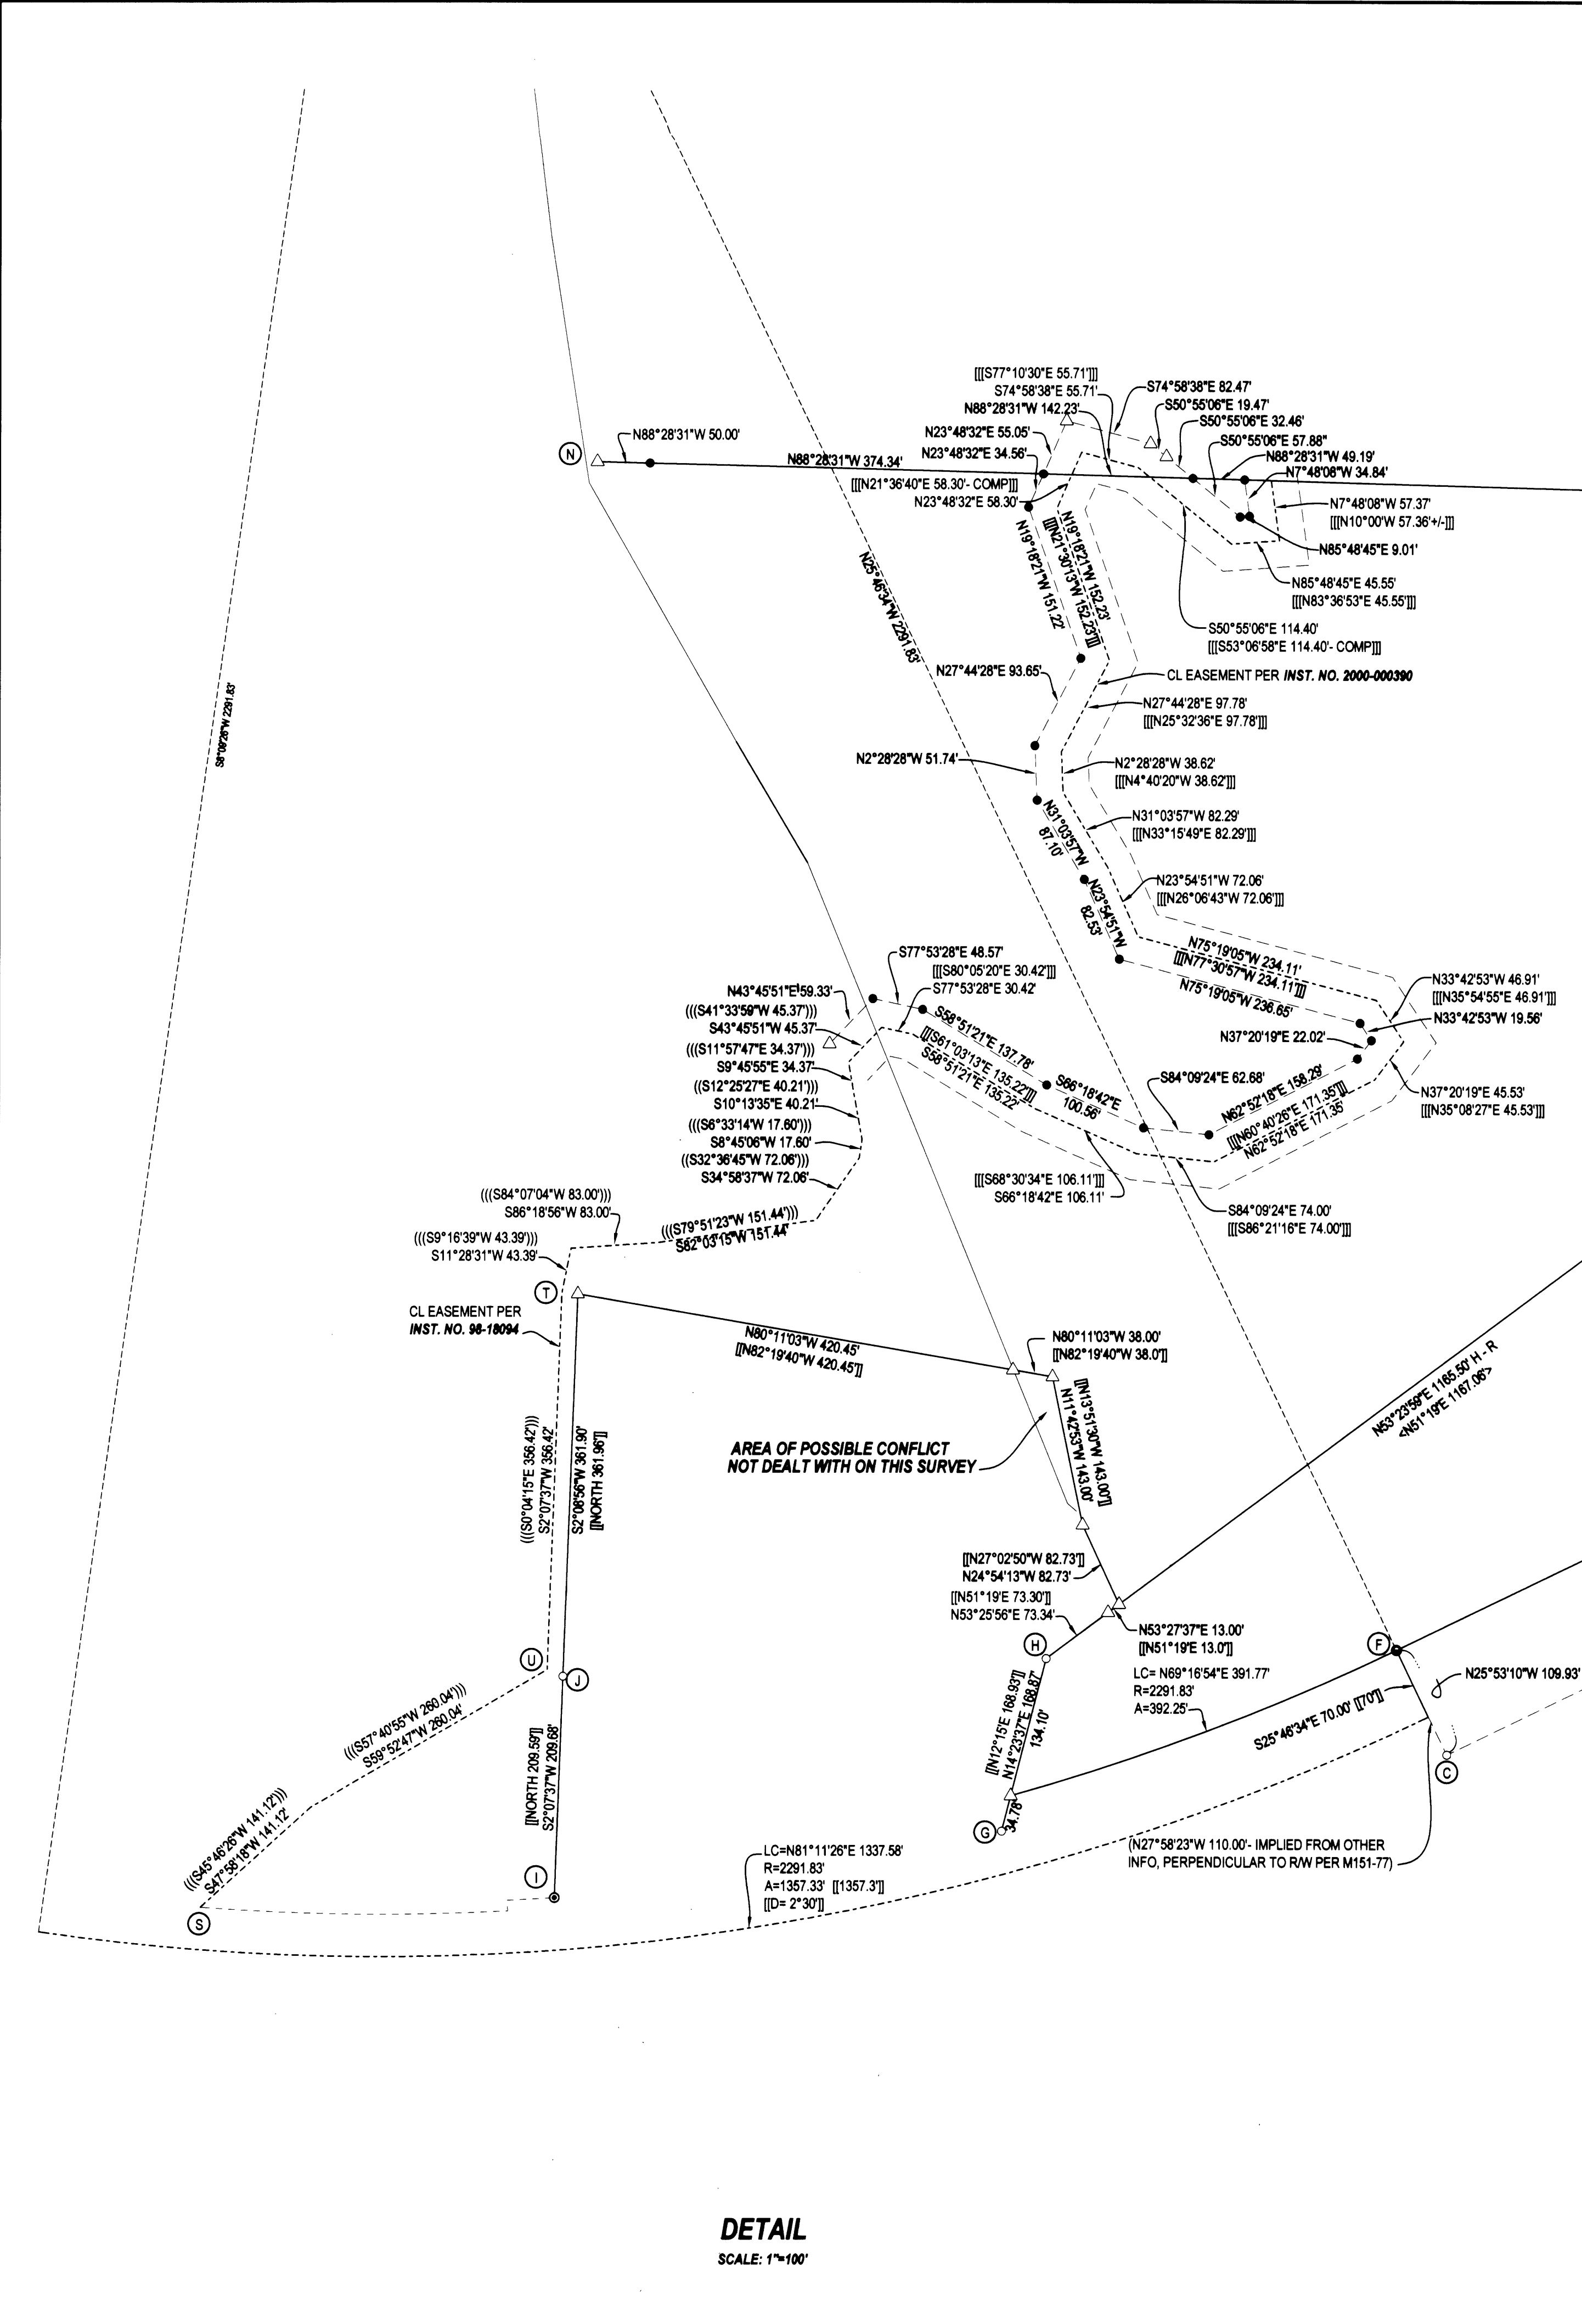 [[[S77°10'30"E 55.71']]]
S74°58'38"E 55.71'
N88°28'31"W 142.23'
S74°58'38"E 82.47'
S50°55'06"E 19.47'
S50°55'06"E 32.46'
S50°55'06"E 57.88"
N88°28'31"W 49.19'
N7°48'08"W 34.84'
N23°48'32"E 55.05'
N23°48'32"E 34.56'
[[[N21°36'40"E 58.30'- COMP]]]
N23°48'32"E 58.30'
N
N88°28'31"W 50.00'
N88°28'31"W 374.34'
N7°48'08"W 57.37'
[[[N10°00'W 57.36'+/-]]]
N85°48'45"E 9.01'
N85°48'45"E 45.55'
[[[N83°36'53"E 45.55']]]
S50°55'06"E 114.40'
[[[S53°06'58"E 114.40'- COMP]]]
N19°18'21"W 152.23'
[[[N21°30'13"W 152.23']]]
N19°18'21"W 151.22'
N25°46'34"W 2291.83'
S8°09'26"W 2291.83'
CL EASEMENT PER INST. NO. 2000-000390
N27°44'28"E 93.65'
N27°44'28"E 97.78'
[[[N25°32'36"E 97.78']]]
N2°28'28"W 51.74'
N2°28'28"W 38.62'
[[[N4°40'20"W 38.62']]]
N31°03'57"W
87.10'
N31°03'57"W 82.29'
[[[N33°15'49"E 82.29']]]
N23°54'51"W
82.53'
N23°54'51"W 72.06'
[[[N26°06'43"W 72.06']]]
N75°19'05"W 234.11'
[[[N77°30'57"W 234.11']]]
N75°19'05"W 236.65'
N33°42'53"W 46.91'
[[[N35°54'55"E 46.91']]]
N33°42'53"W 19.56'
N37°20'19"E 22.02'
N37°20'19"E 45.53'
[[[N35°08'27"E 45.53']]]
S77°53'28"E 48.57'
[[[S80°05'20"E 30.42']]]
S77°53'28"E 30.42'
N43°45'51"E 59.33'
(((S41°33'59"W 45.37')))
S43°45'51"W 45.37'
(((S11°57'47"E 34.37')))
S9°45'55"E 34.37'
((S12°25'27"E 40.21'))
S10°13'35"E 40.21'
(((S6°33'14"W 17.60')))
S8°45'06"W 17.60'
((S32°36'45"W 72.06'))
S34°58'37"W 72.06'
S58°51'21"E 137.78'
[[[S61°03'13"E 135.22']]]
S58°51'21"E 135.22'
S66°18'42"E
100.56'
S84°09'24"E 62.68'
N62°52'18"E 158.29'
[[[N60°40'26"E 171.35']]]
N62°52'18"E 171.35'
[[[S68°30'34"E 106.11']]]
S66°18'42"E 106.11'
S84°09'24"E 74.00'
[[[S86°21'16"E 74.00']]]
(((S84°07'04"W 83.00')))
S86°18'56"W 83.00'
(((S79°51'23"W 151.44')))
S82°03'15"W 151.44'
(((S9°16'39"W 43.39')))
S11°28'31"W 43.39'
T
CL EASEMENT PER
INST. NO. 98-18094
N80°11'03"W 420.45'
[[N82°19'40"W 420.45']]
N80°11'03"W 38.00'
[[N82°19'40"W 38.0']]
(((S0°04'15"E 356.42')))
S2°07'37"W 356.42'
S2°08'56"W 361.90'
[[NORTH 361.96']]
AREA OF POSSIBLE CONFLICT
NOT DEALT WITH ON THIS SURVEY
[[N13°51'30"W 143.00']]
N11°42'53"W 143.00'
N53°23'59"E 1165.50' H - R
<N51°19'E 1167.06'>
[[N27°02'50"W 82.73']]
N24°54'13"W 82.73'
[[N51°19'E 73.30']]
N53°25'56"E 73.34'
N53°27'37"E 13.00'
[[N51°19'E 13.0']]
H
F
U
J
LC= N69°16'54"E 391.77'
R=2291.83'
A=392.25'
N25°53'10"W 109.93'
S25°46'34"E 70.00' [[70']]
C
(((S57°40'55"W 260.04')))
S59°52'47"W 260.04'
[[NORTH 209.59']]
S2°07'37"W 209.68'
[[N12°15'E 168.93']]
N14°23'37"E 168.87'
134.10'
34.78'
G
(((S45°46'26"W 141.12')))
S47°58'18"W 141.12'
I
S
LC=N81°11'26"E 1337.58'
R=2291.83'
A=1357.33' [[1357.3']]
[[D= 2°30']]
(N27°58'23"W 110.00'- IMPLIED FROM OTHER
INFO, PERPENDICULAR TO R/W PER M151-77)
DETAIL
SCALE: 1"=100'